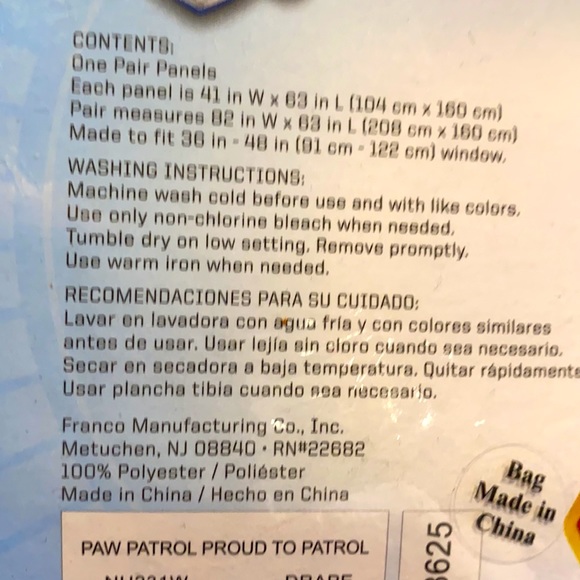 CONTENTS:
One Pair Panels
Each panel is 41 in W x 63 in L (104 cm x 160 cm)
Pair measures 82 in W x 63 in L (208 cm x 160 cm)
Made to fit 36 in - 48 in (91 cm - 122 cm) window.
WASHING INSTRUCTIONS:
Machine wash cold before use and with like colors.
Use only non-chlorine bleach when needed.
Tumble dry on low setting. Remove promptly.
Use warm iron when needed.
RECOMENDACIONES PARA SU CUIDADO:
Lavar en lavadora con agua fría y con colores similares
antes de usar. Usar lejía sin cloro cuando sea necesario.
Secar en secadora a baja temperatura. Quitar rápidamente
Usar plancha tibia cuando sea necesario.
Franco Manufacturing Co., Inc.
Metuchen, NJ 08840 • RN#22682
100% Polyester / Poliéster
Made in China / Hecho en China
Bag
Made in
China
PAW PATROL PROUD TO PATROL